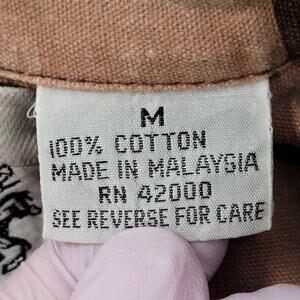 M
100% COTTON
MADE IN MALAYSIA
RN 42000
SEE REVERSE FOR CARE